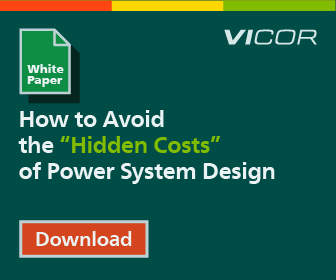 VICOR
White
Paper
How to Avoid
the “Hidden Costs”
of Power System Design
Download